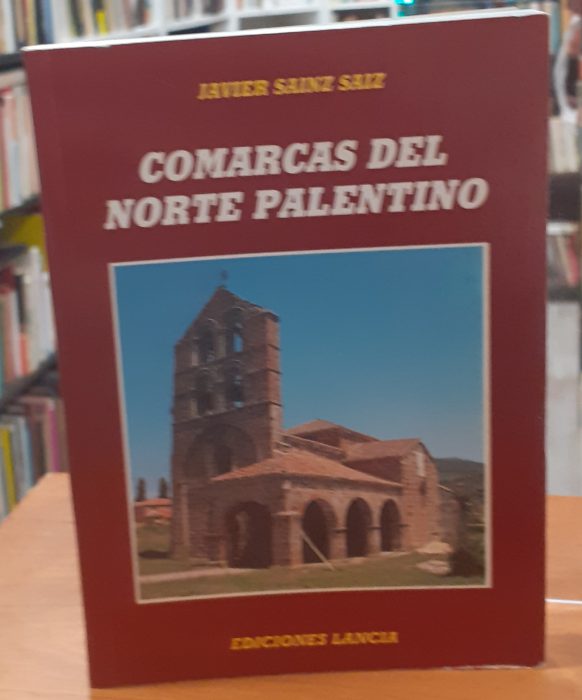 JAVIER SAINZ SAIZ
COMARCAS DEL
NORTE PALENTINO
EDICIONES LANCIA